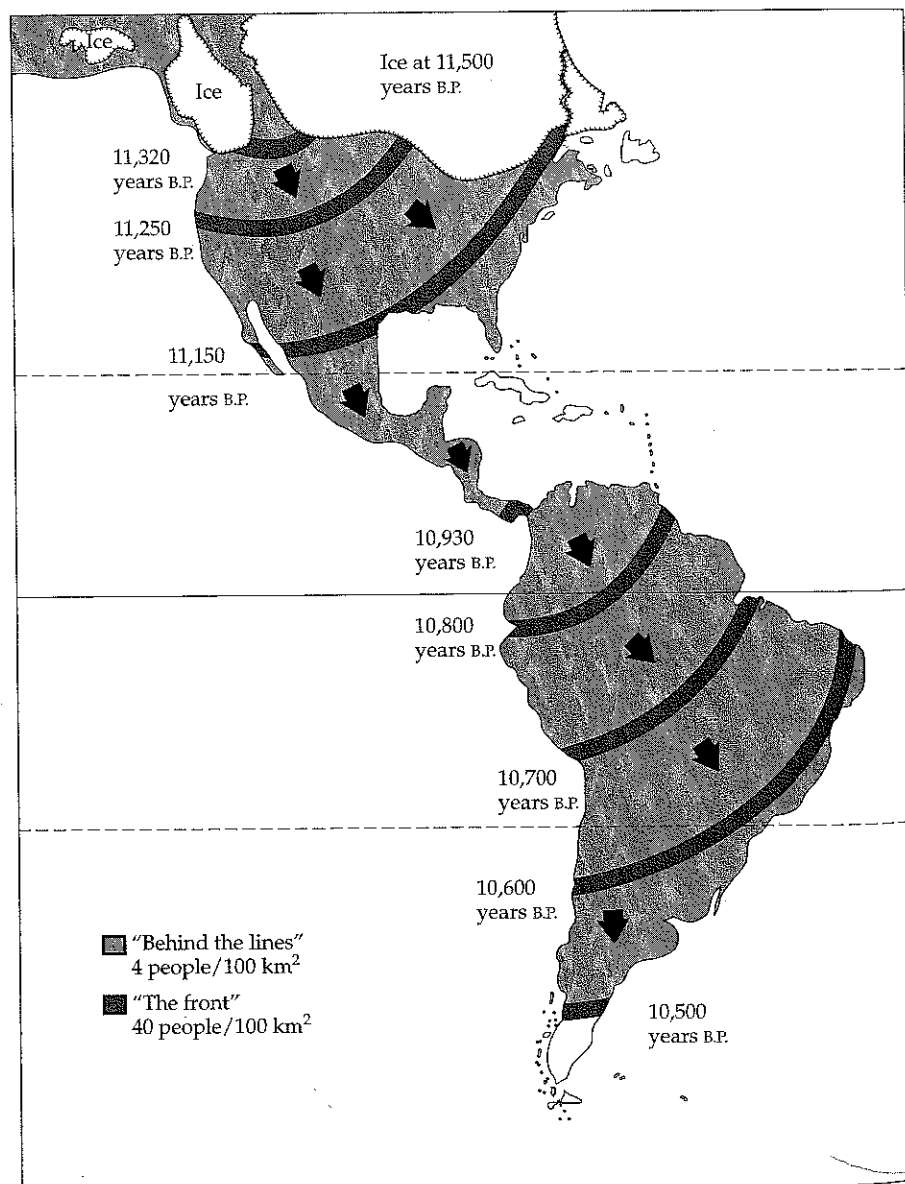 Ice
Ice
Ice at 11,500
years B.P.
11,320
years B.P.
11,250
years B.P.
11,150
years B.P.
10,930
years B.P.
10,800
years B.P.
10,700
years B.P.
10,600
years B.P.
"Behind the lines"
4 people/100 km²
"The front"
40 people/100 km²
10,500
years B.P.